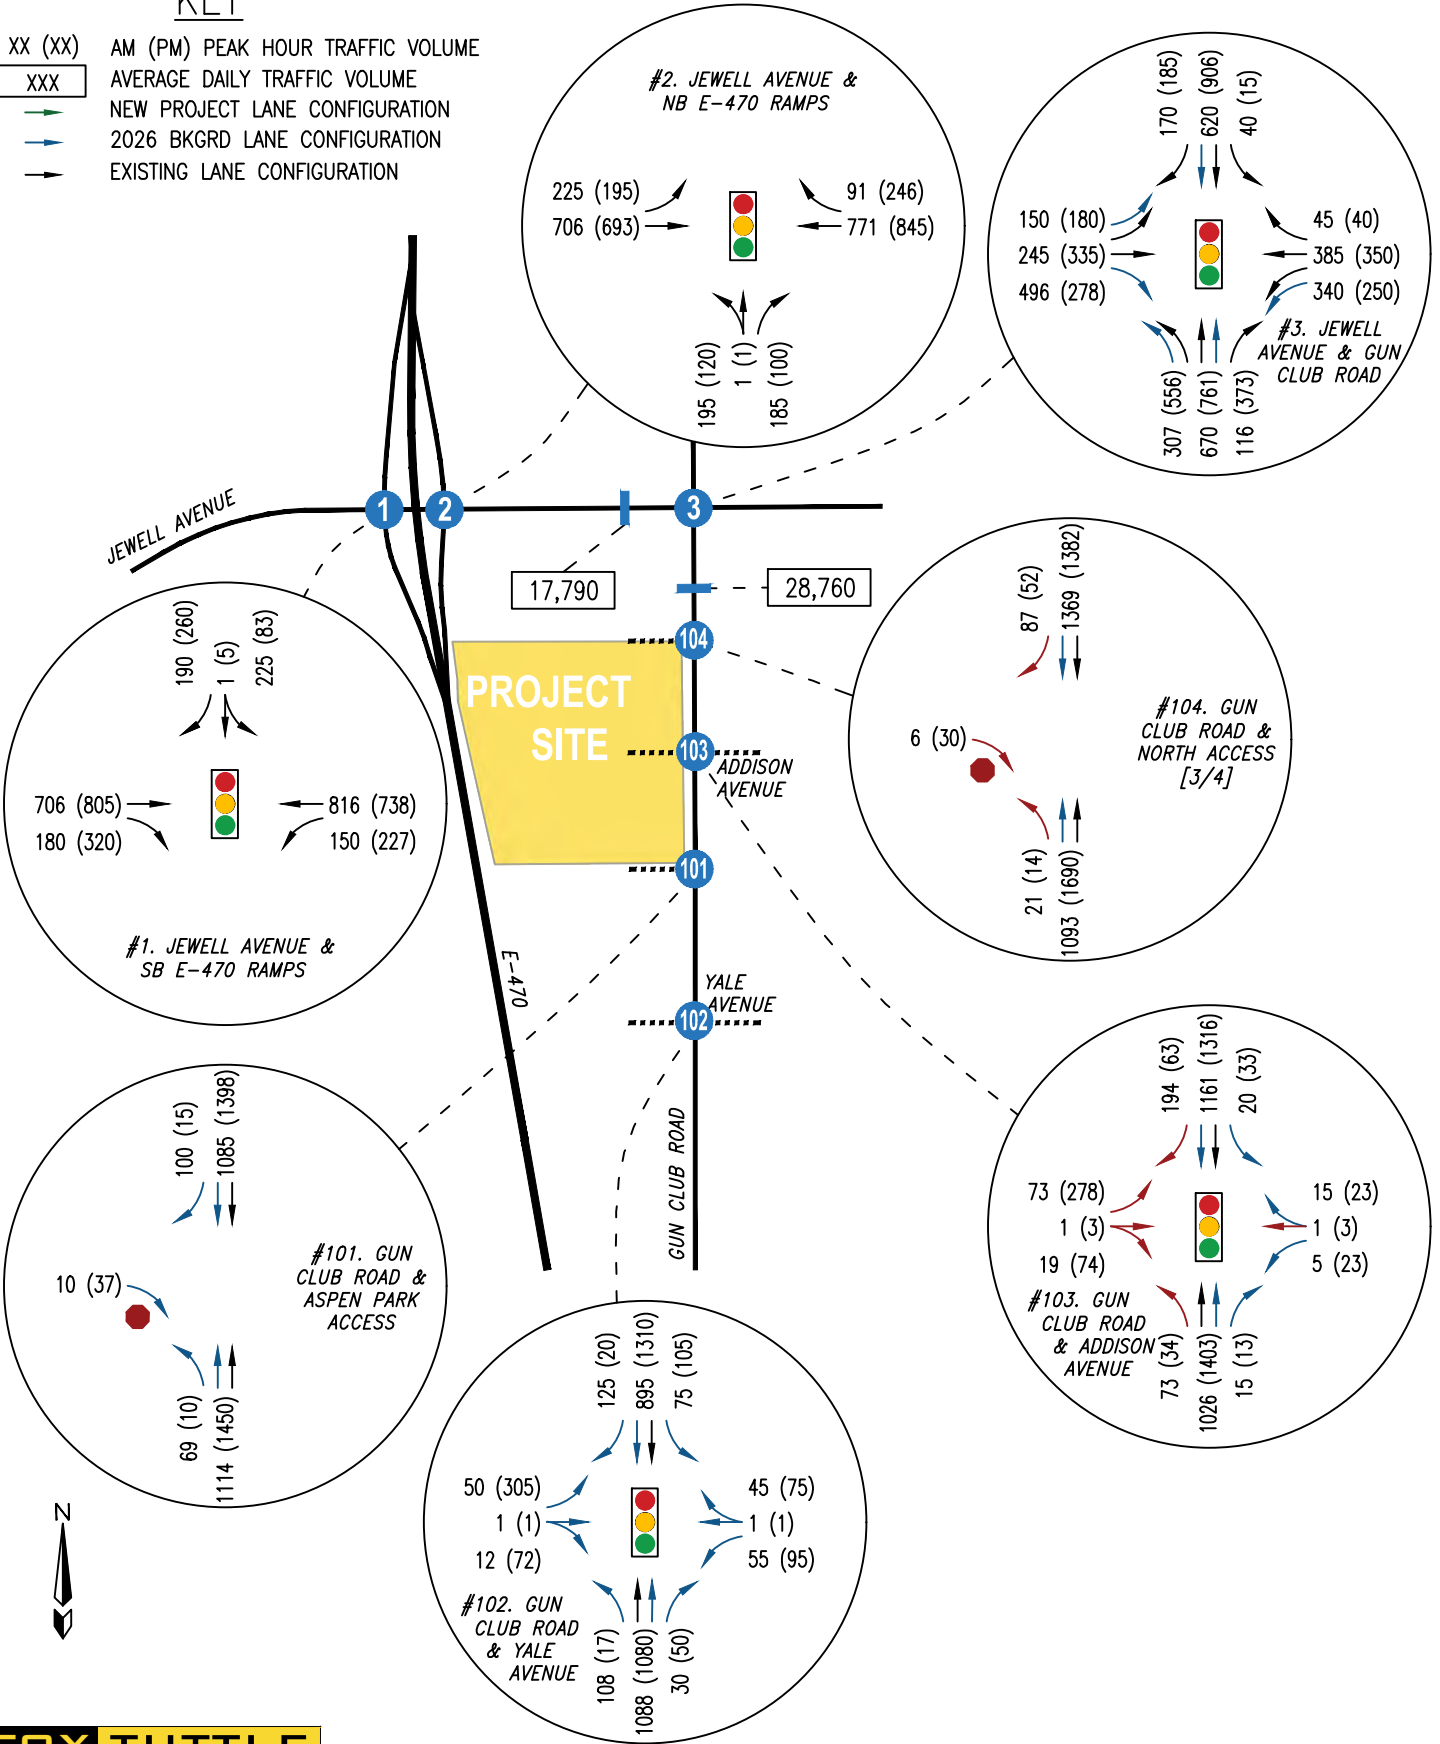 KEY
XX (XX) AM (PM) PEAK HOUR TRAFFIC VOLUME
XXX AVERAGE DAILY TRAFFIC VOLUME
NEW PROJECT LANE CONFIGURATION
2026 BKGRD LANE CONFIGURATION
EXISTING LANE CONFIGURATION
#2. JEWELL AVENUE &
NB E-470 RAMPS
225 (195)
706 (693)
91 (246)
771 (845)
195 (120)
1 (1)
185 (100)
170 (185)
620 (906)
40 (15)
150 (180)
245 (335)
496 (278)
45 (40)
385 (350)
340 (250)
#3. JEWELL
AVENUE & GUN
CLUB ROAD
307 (556)
670 (761)
116 (373)
JEWELL AVENUE
1
2
3
17,790
28,760
104
PROJECT
SITE
103
ADDISON
AVENUE
101
E-470
YALE
AVENUE
102
GUN CLUB ROAD
190 (260)
1 (5)
225 (83)
706 (805)
180 (320)
816 (738)
150 (227)
#1. JEWELL AVENUE &
SB E-470 RAMPS
87 (52)
1369 (1382)
6 (30)
#104. GUN
CLUB ROAD &
NORTH ACCESS
[3/4]
21 (14)
1093 (1690)
100 (15)
1085 (1398)
10 (37)
#101. GUN
CLUB ROAD &
ASPEN PARK
ACCESS
69 (10)
1114 (1450)
194 (63)
1161 (1316)
20 (33)
73 (278)
1 (3)
19 (74)
15 (23)
1 (3)
5 (23)
#103. GUN
CLUB ROAD
& ADDISON
AVENUE
73 (34)
1026 (1403)
15 (13)
125 (20)
895 (1310)
75 (105)
50 (305)
1 (1)
12 (72)
45 (75)
1 (1)
55 (95)
#102. GUN
CLUB ROAD
& YALE
AVENUE
108 (17)
1088 (1080)
30 (50)
N
FOX TUTTLE